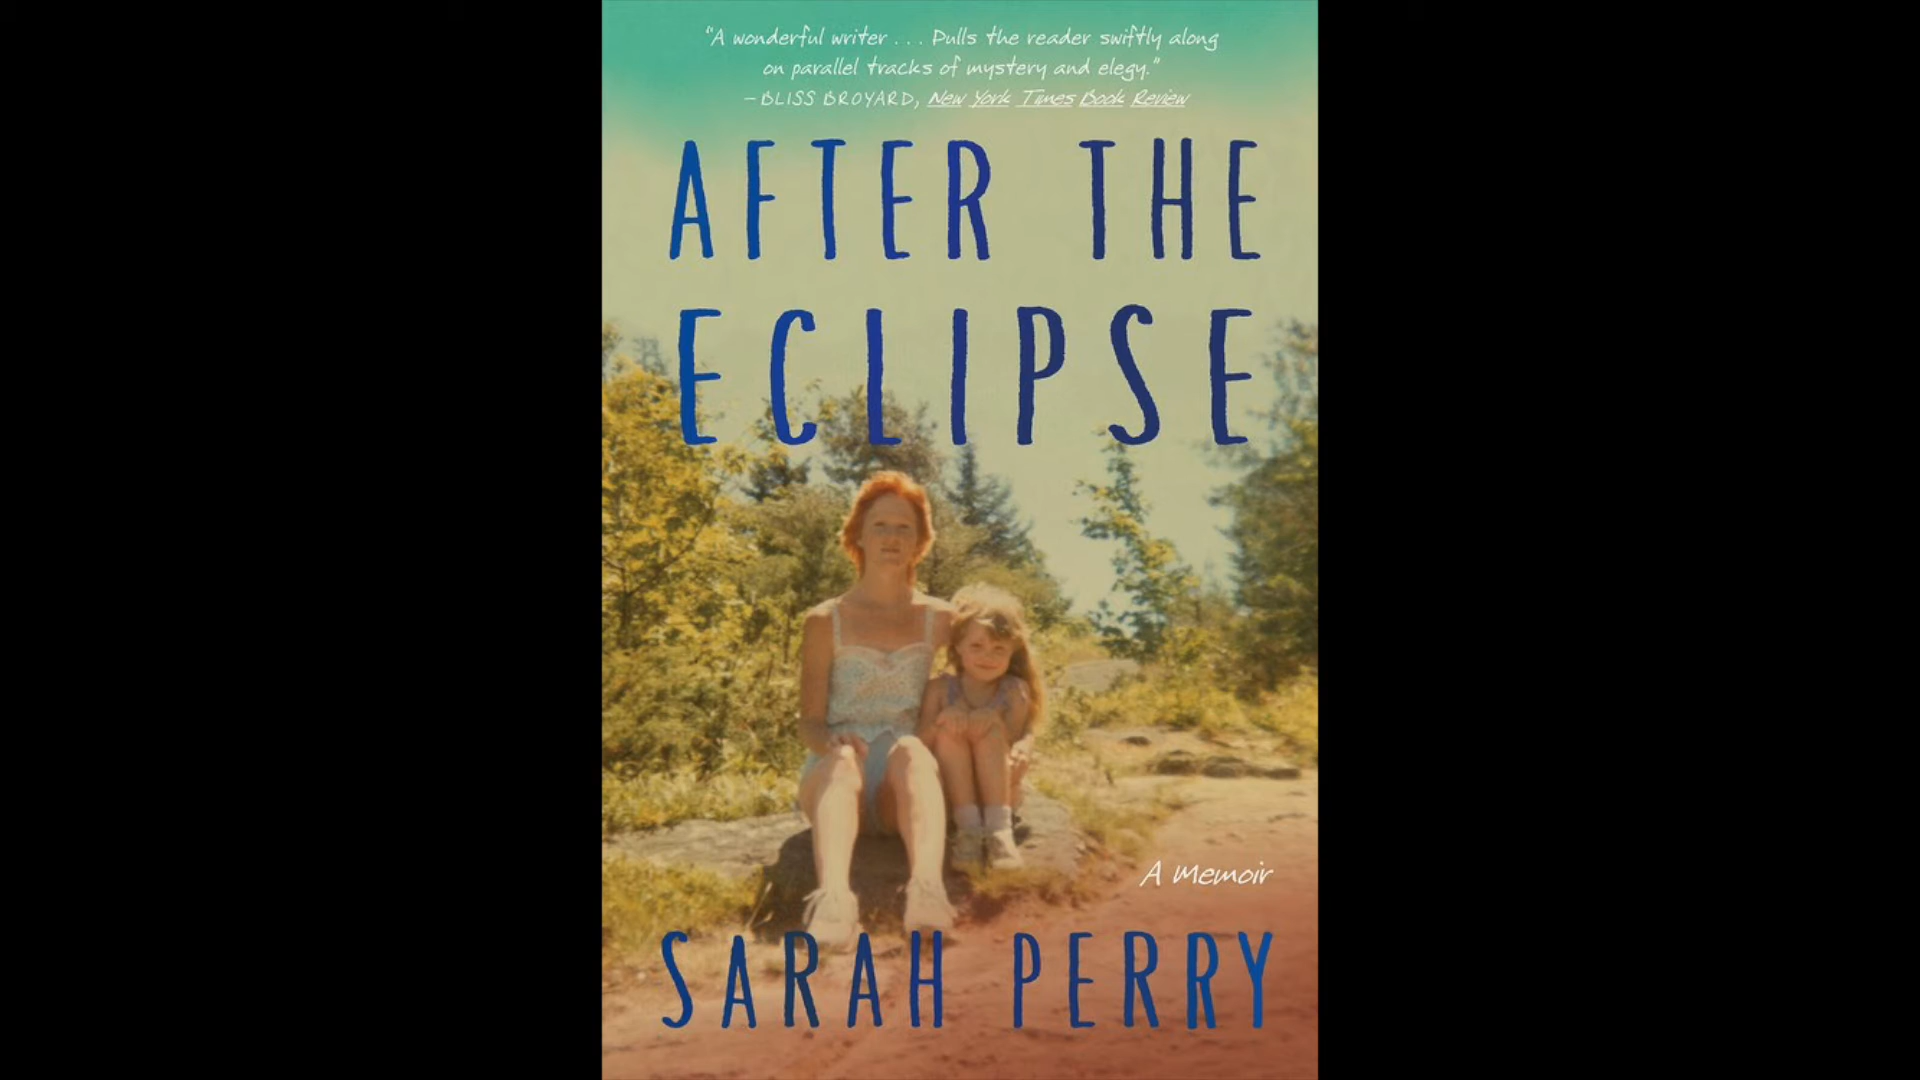 "A wonderful writer . . . Pulls the reader swiftly along
on parallel tracks of mystery and elegy."
– BLISS BROYARD, New York Times Book Review
AFTER THE
ECLIPSE
A memoir
SARAH PERRY